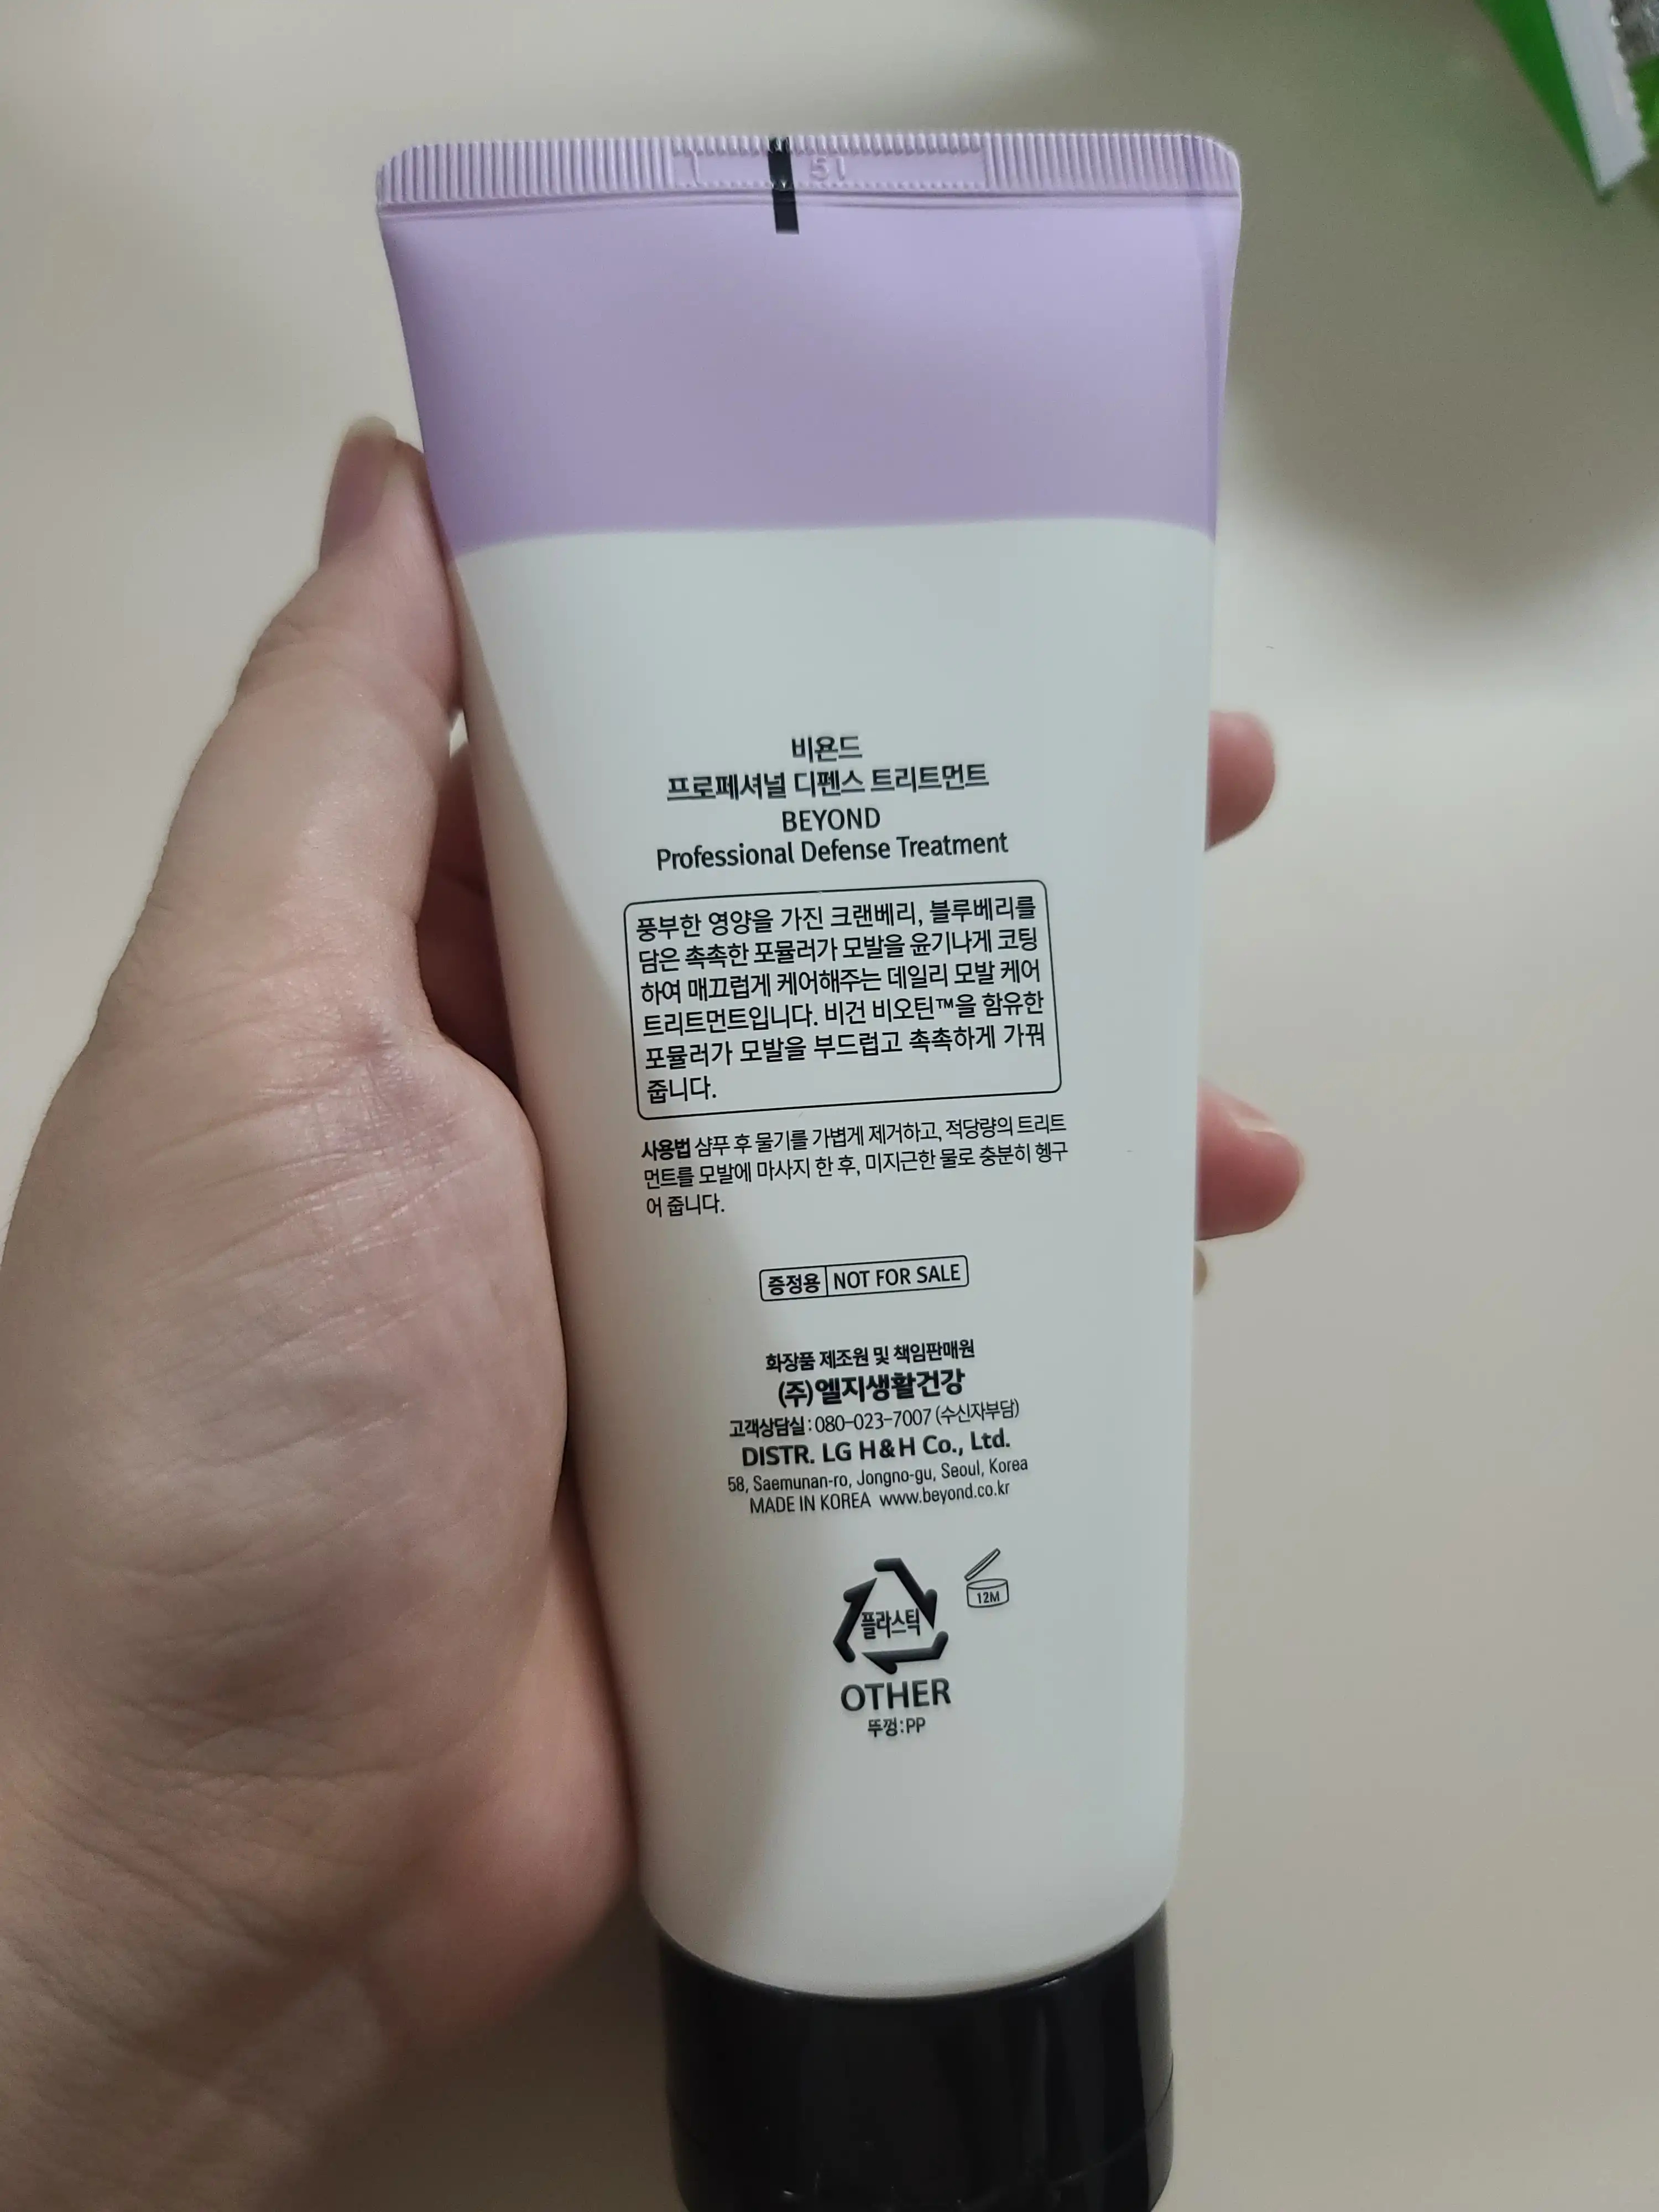 비욘드
프로페셔널 디펜스 트리트먼트
BEYOND
Professional Defense Treatment
풍부한 영양을 가진 크랜베리, 블루베리를
담은 촉촉한 포뮬러가 모발을 윤기나게 코팅
하여 매끄럽게 케어해주는 데일리 모발 케어
트리트먼트입니다. 비건 비오틴™을 함유한
포뮬러가 모발을 부드럽고 촉촉하게 가꿔
줍니다.
사용법 샴푸 후 물기를 가볍게 제거하고, 적당량의 트리트
먼트를 모발에 마사지 한 후, 미지근한 물로 충분히 헹구
어 줍니다.
증정용 NOT FOR SALE
화장품 제조원 및 책임판매원
(주)엘지생활건강
고객상담실 : 080-023-7007 (수신자부담)
DISTR. LG H&H Co., Ltd.
58, Saemunan-ro, Jongno-gu, Seoul, Korea
MADE IN KOREA www.beyond.co.kr
플라스틱
12M
OTHER
뚜껑:PP